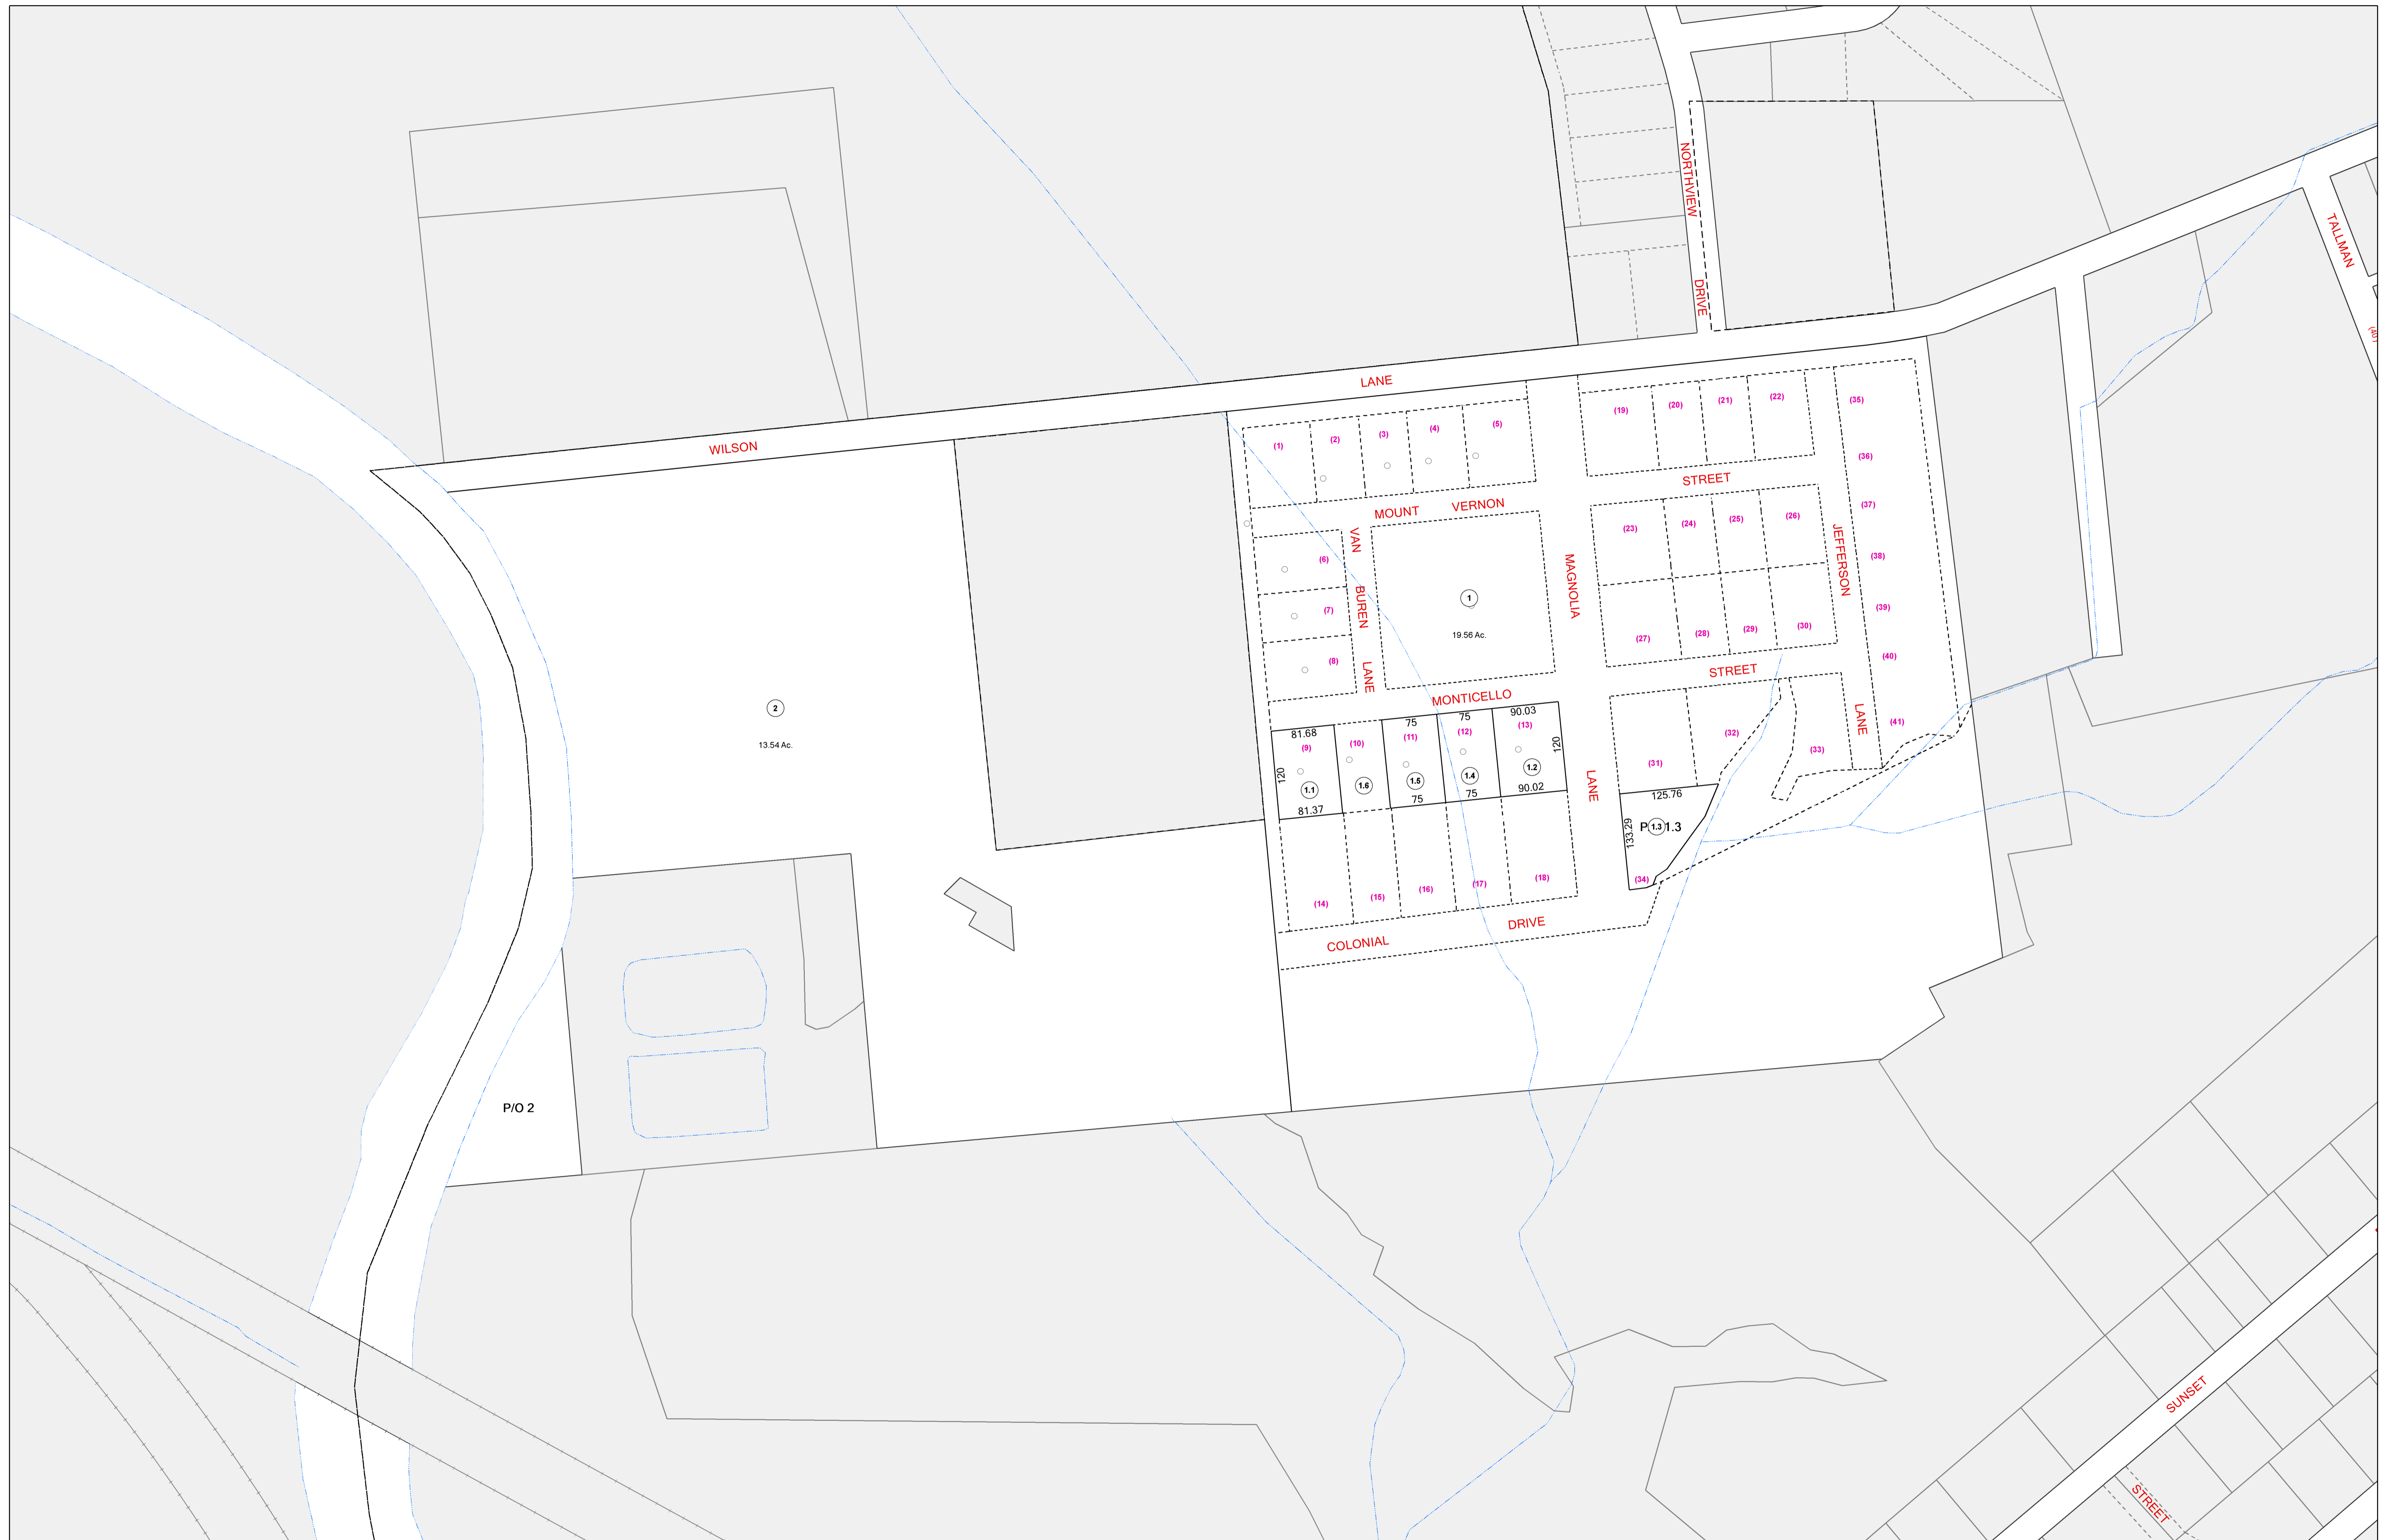 NORTHVIEW
DRIVE
TALLMAN
WILSON
LANE
(1)
(2)
(3)
(4)
(5)
(19)
(20)
(21)
(22)
(35)
(36)
(37)
(38)
(39)
(40)
(41)
MOUNT VERNON
STREET
VAN
BUREN
LANE
(6)
(7)
(8)
1
19.56 Ac.
MAGNOLIA
LANE
(23)
(24)
(25)
(26)
(27)
(28)
(29)
(30)
JEFFERSON
LANE
MONTICELLO
STREET
2
13.54 Ac.
81.68
(9)
120
1.1
81.37
(10)
1.6
75
(11)
1.5
75
75
(12)
1.4
75
90.03
(13)
120
1.2
90.02
(31)
(32)
(33)
125.76
133.29
1.3
1.3
(34)
(14)
(15)
(16)
(17)
(18)
COLONIAL
DRIVE
P/O 2
SUNSET
STREET